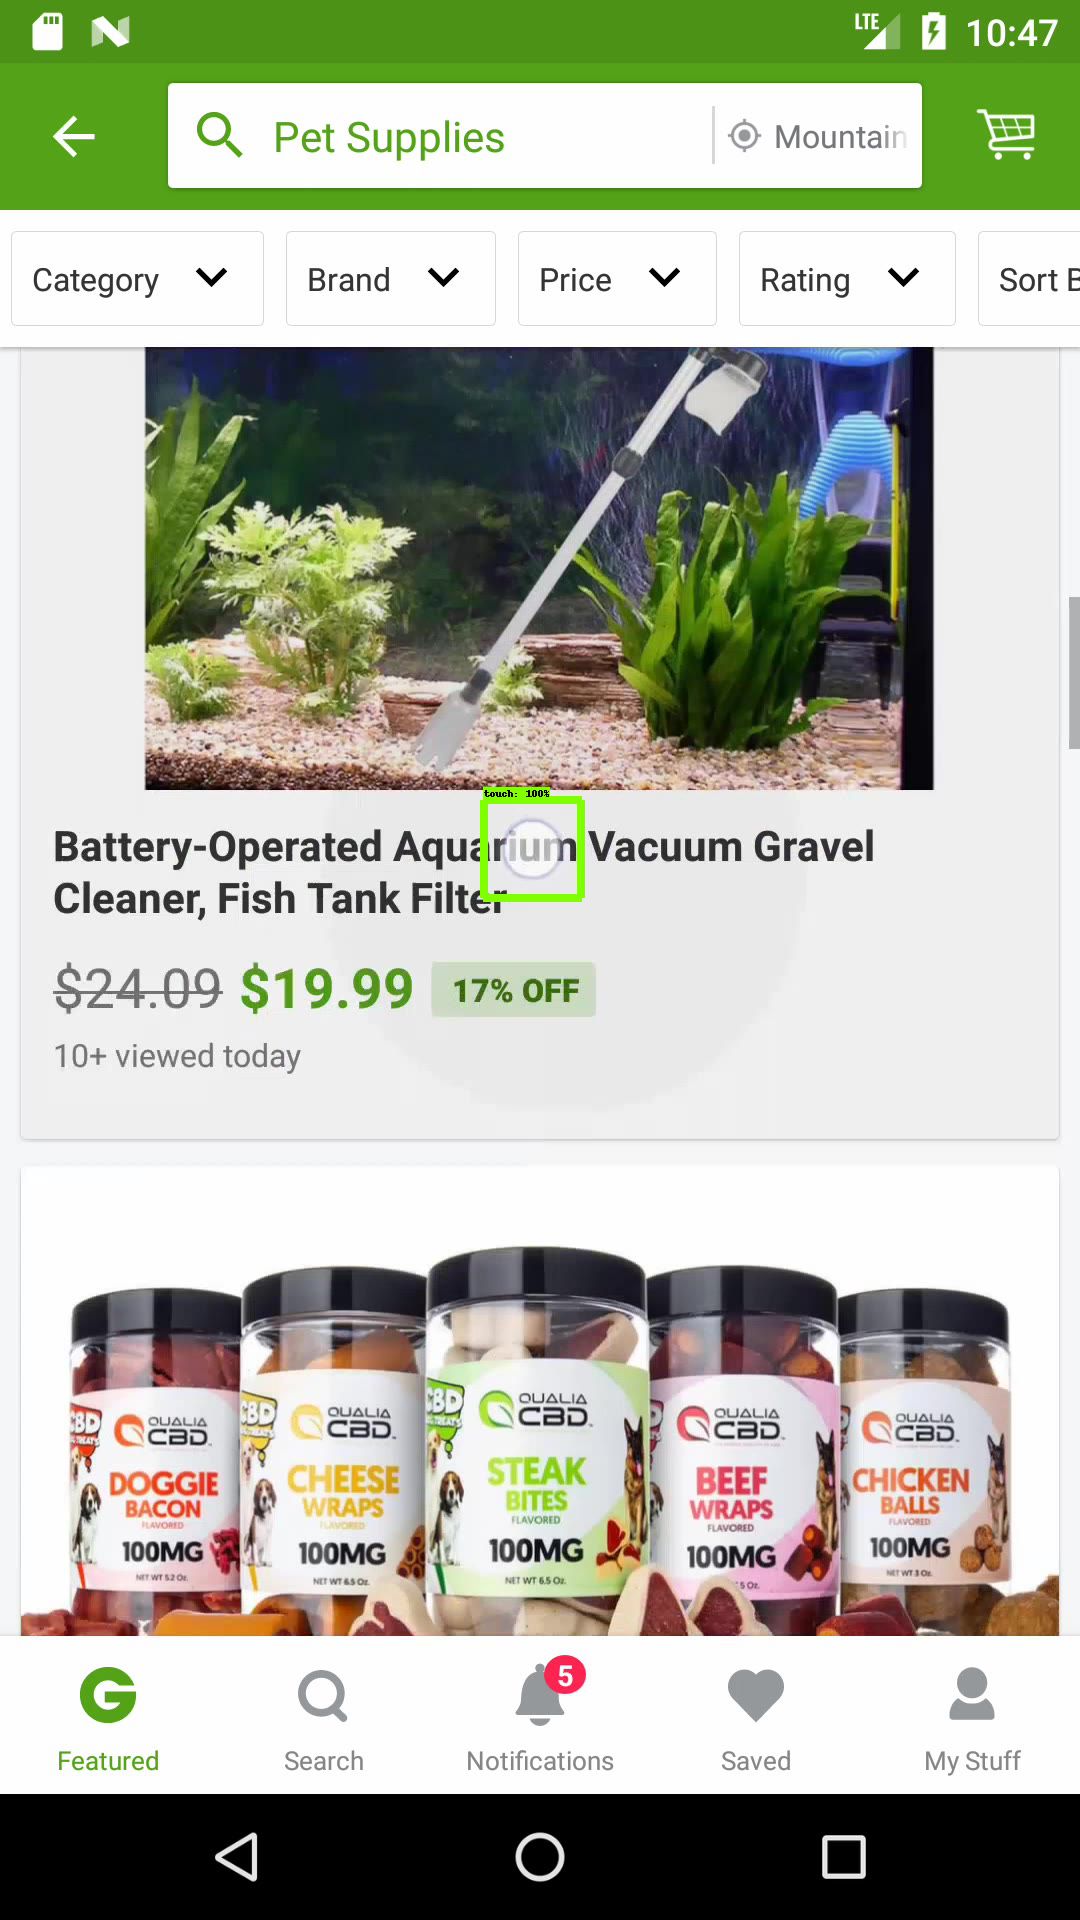 LTE 10:47
Pet Supplies Mountain
Category Brand Price Rating Sort B
touch: 100%
Battery-Operated Aquarium Vacuum Gravel
Cleaner, Fish Tank Filter
$24.09 $19.99 17% OFF
10+ viewed today
QUALIA CBD
DOGGIE
BACON
FLAVORED
100MG
NET WT 5.2 Oz.
QUALIA CBD
CHEESE
WRAPS
FLAVORED
100MG
NET WT 6.5 Oz.
QUALIA CBD
STEAK
BITES
FLAVORED
100MG
NET WT 6.5 Oz.
QUALIA CBD
BEEF
WRAPS
FLAVORED
100MG
QUALIA CBD
CHICKEN
BALLS
FLAVORED
100MG
NET WT 3 Oz.
5
Featured Search Notifications Saved My Stuff